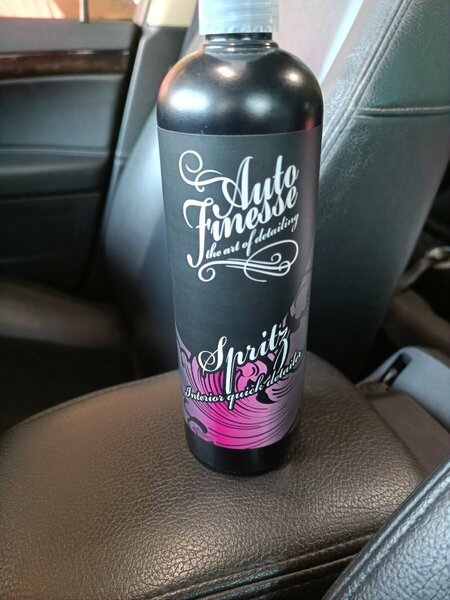 Auto
Finesse
the art of detailing
Spritz
Interior quick detailer